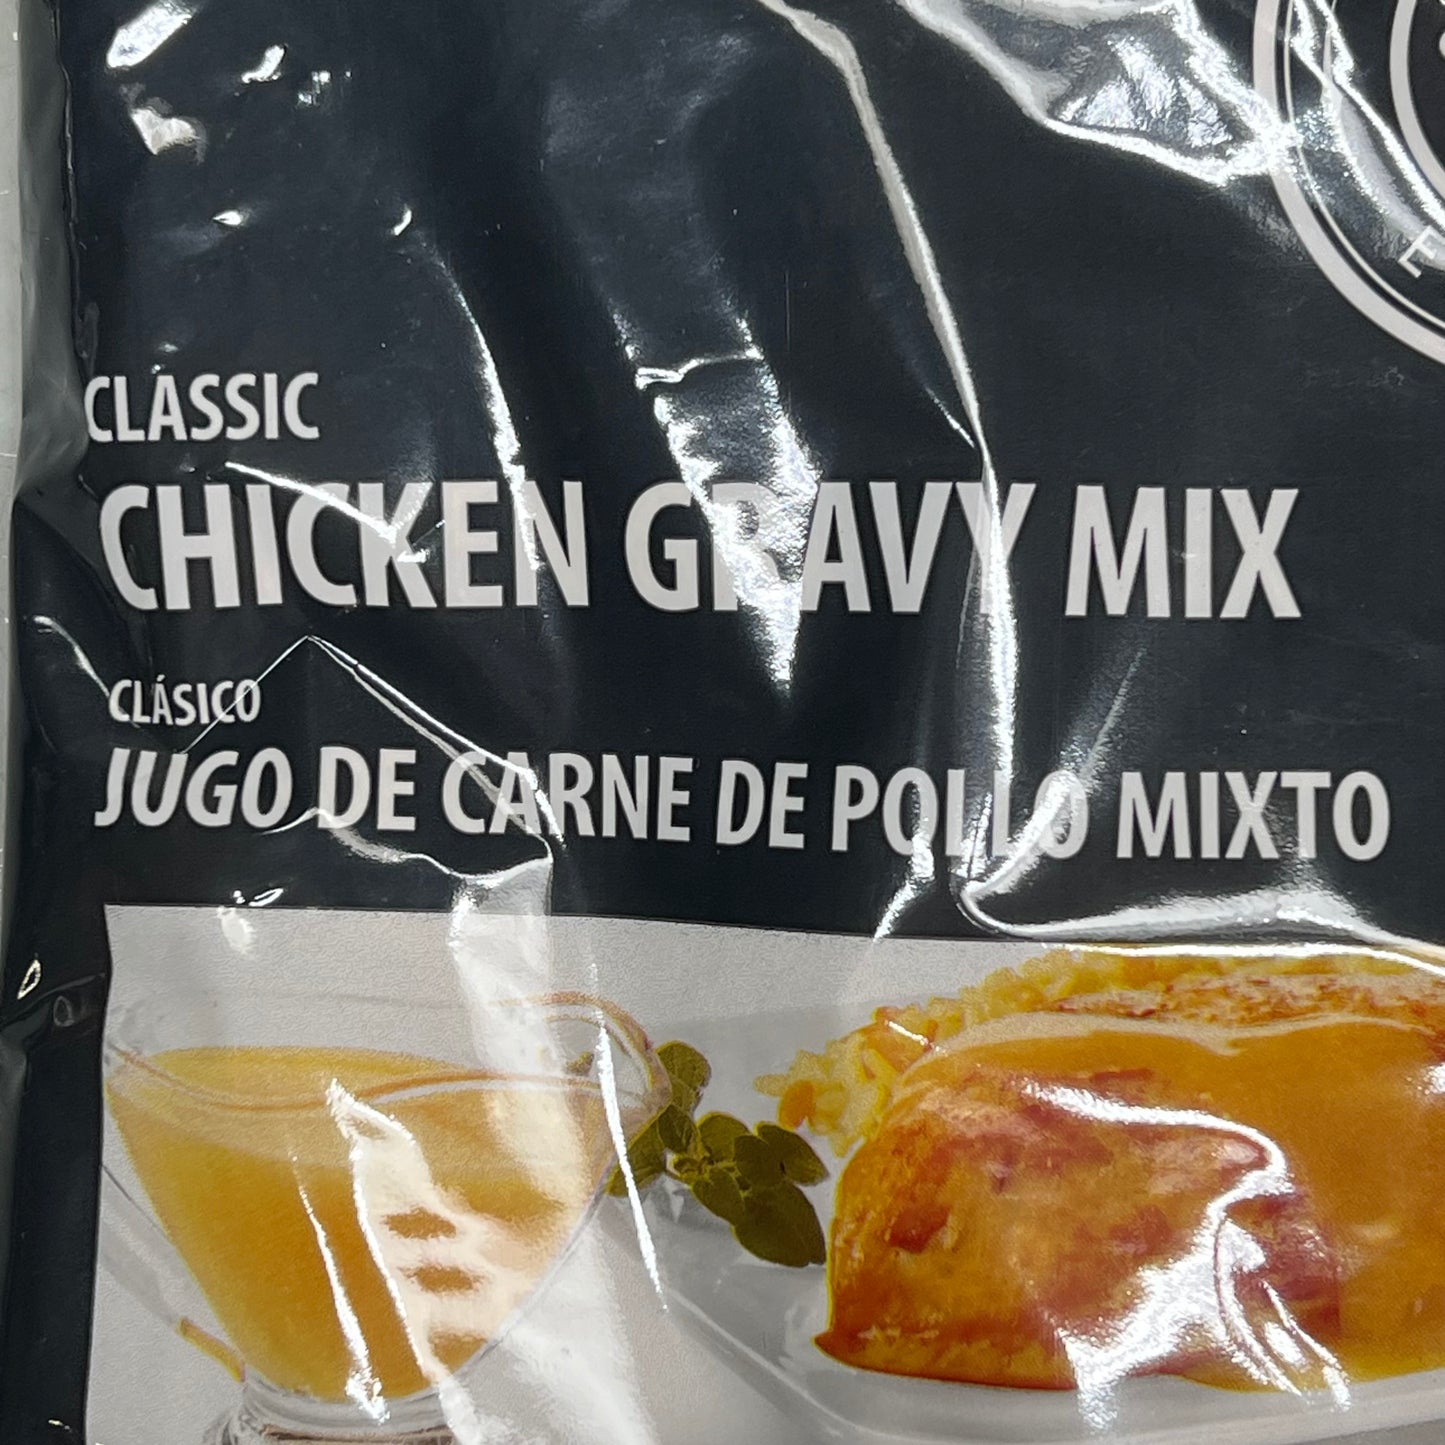 CLASSIC
CHICKEN GRAVY MIX
CLÁSICO
JUGO DE CARNE DE POLLO MIXTO